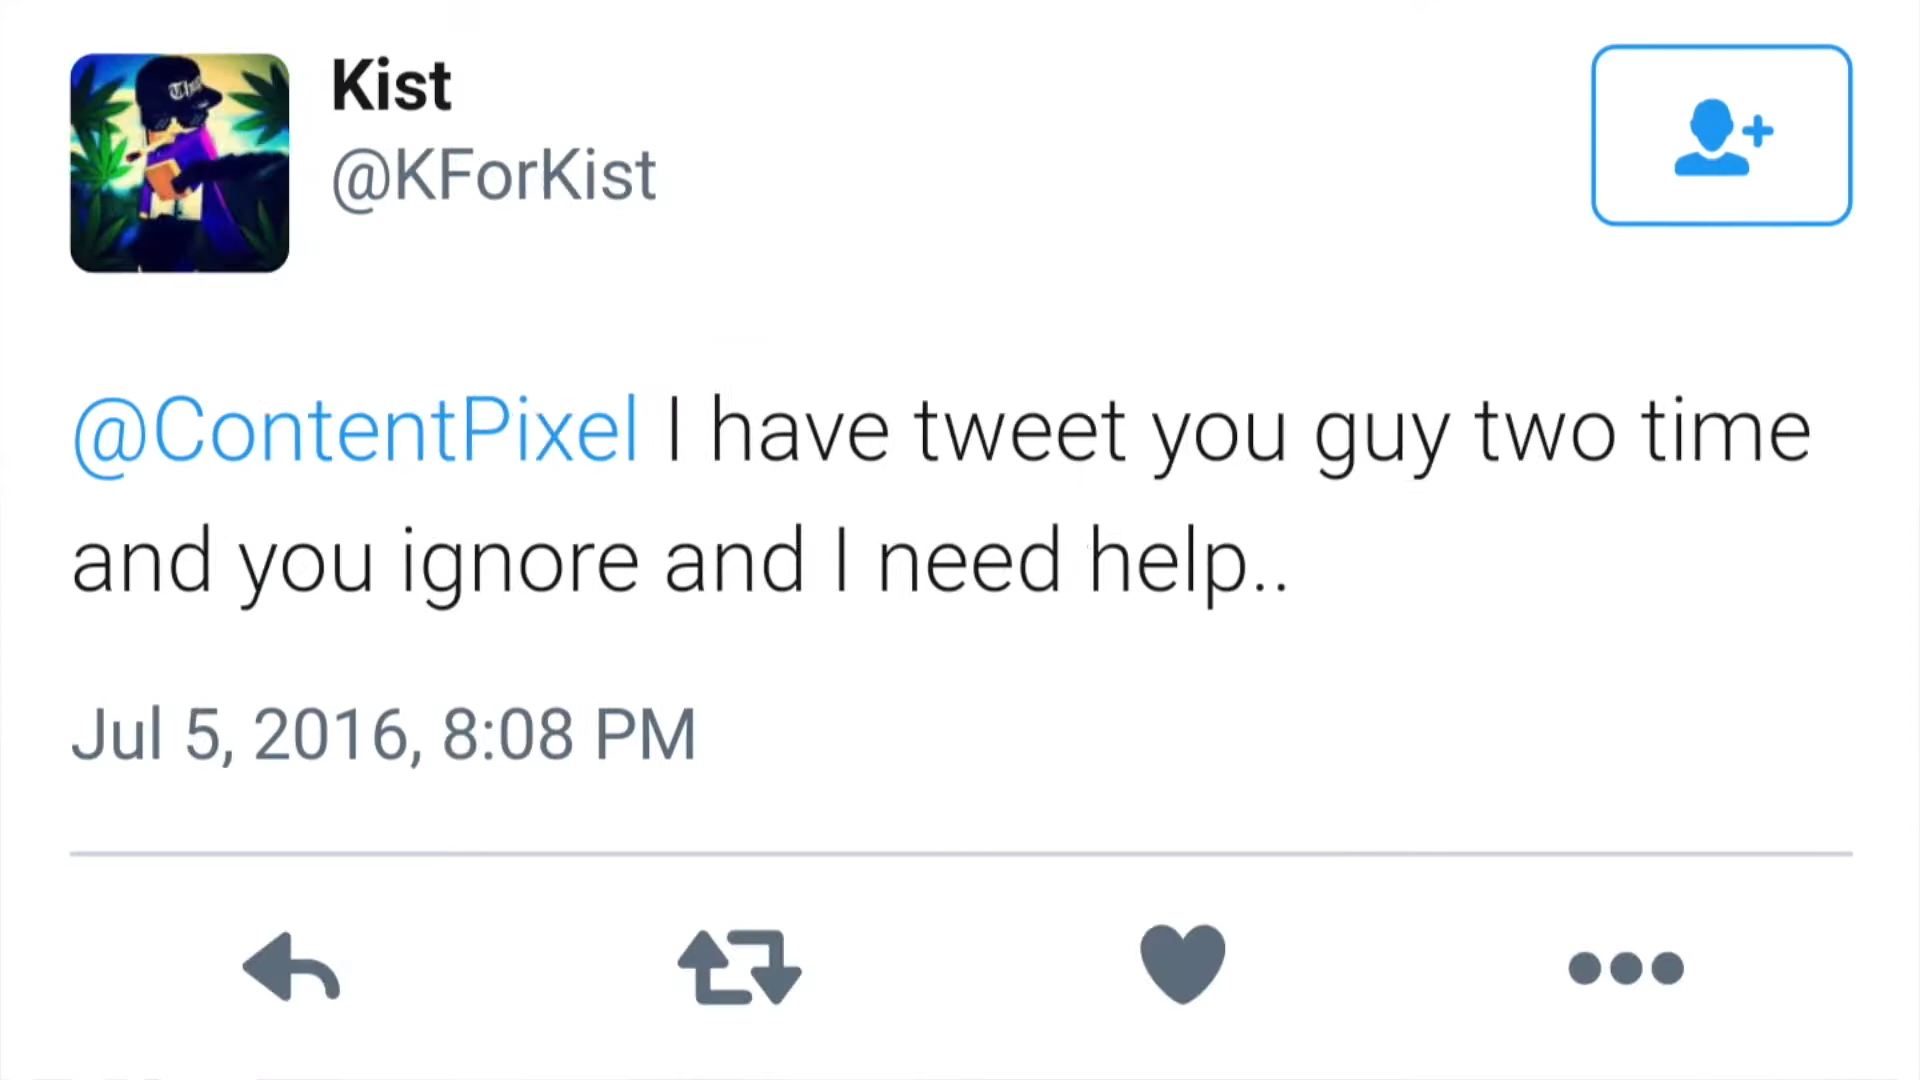 Kist
@KForKist
@ContentPixel I have tweet you guy two time
and you ignore and I need help..
Jul 5, 2016, 8:08 PM